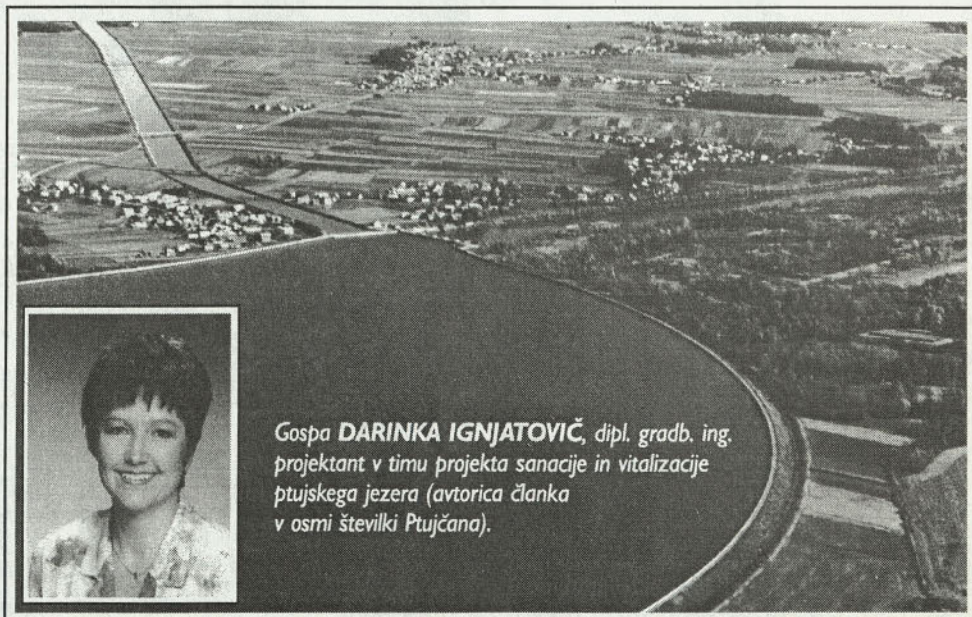 Gospa DARINKA IGNJATOVIČ, dipl. gradb. ing.
projektant v timu projekta sanacije in vitalizacije
ptujskega jezera (avtorica članka
v osmi številki Ptujčana).